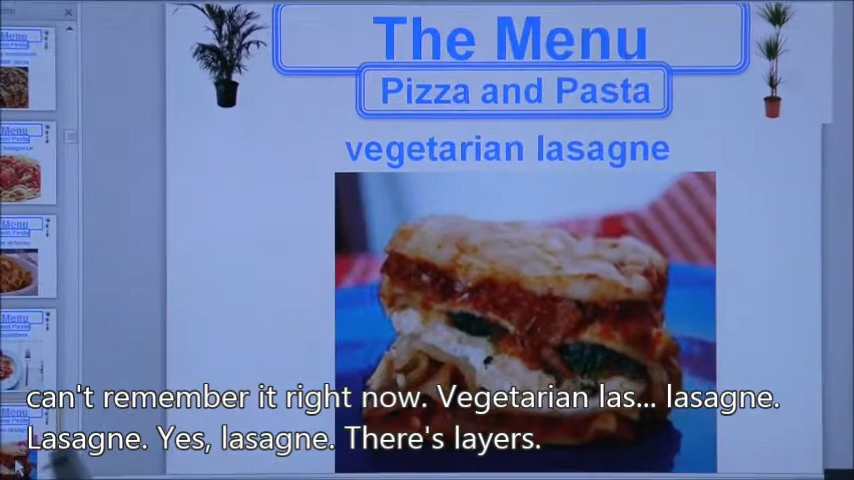 The Menu
Pizza and Pasta
vegetarian lasagne
can't remember it right now. Vegetarian las... lasagne.
Lasagne. Yes, lasagne. There's layers.